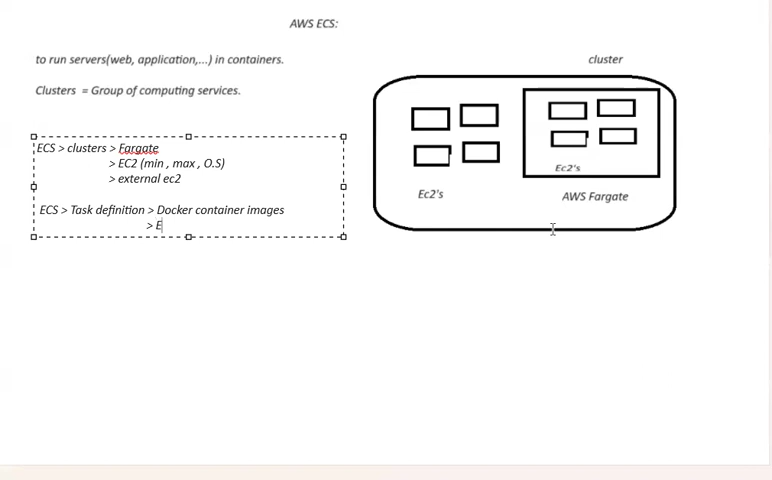 AWS ECS:
to run servers(web, application,...) in containers.
Clusters = Group of computing services.
ECS > clusters > Fargate
> EC2 (min , max , O.S)
> external ec2
ECS > Task definition > Docker container images
> E
cluster
Ec2's
Ec2's
AWS Fargate